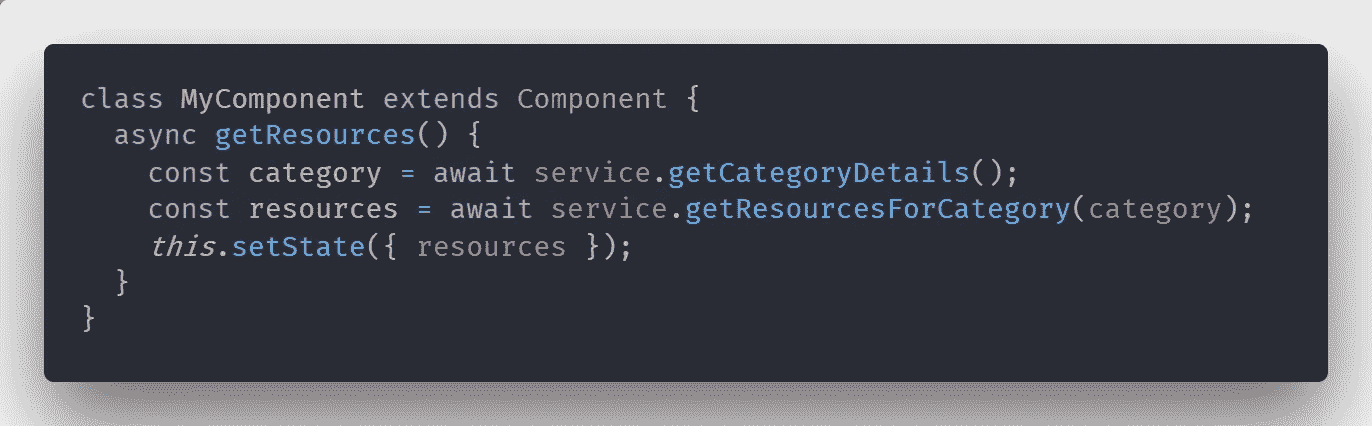 class MyComponent extends Component {
  async getResources() {
    const category = await service.getCategoryDetails();
    const resources = await service.getResourcesForCategory(category);
    this.setState({ resources });
  }
}